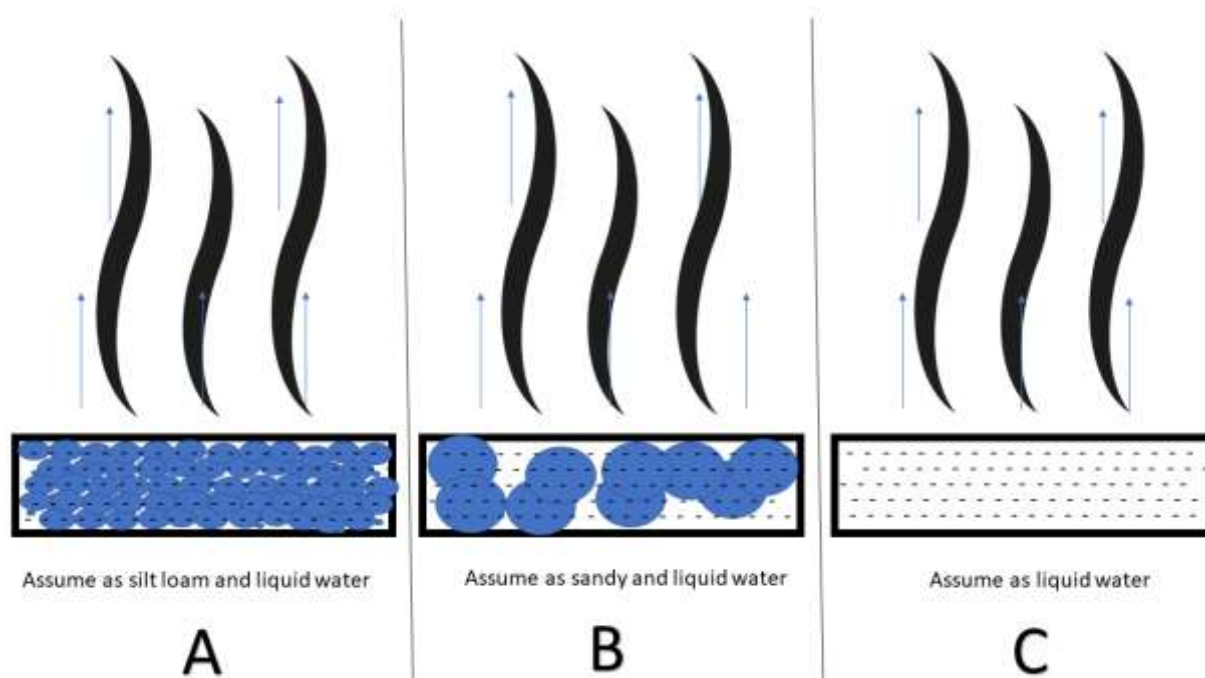 Assume as silt loam and liquid water
Assume as sandy and liquid water
Assume as liquid water
A
B
C